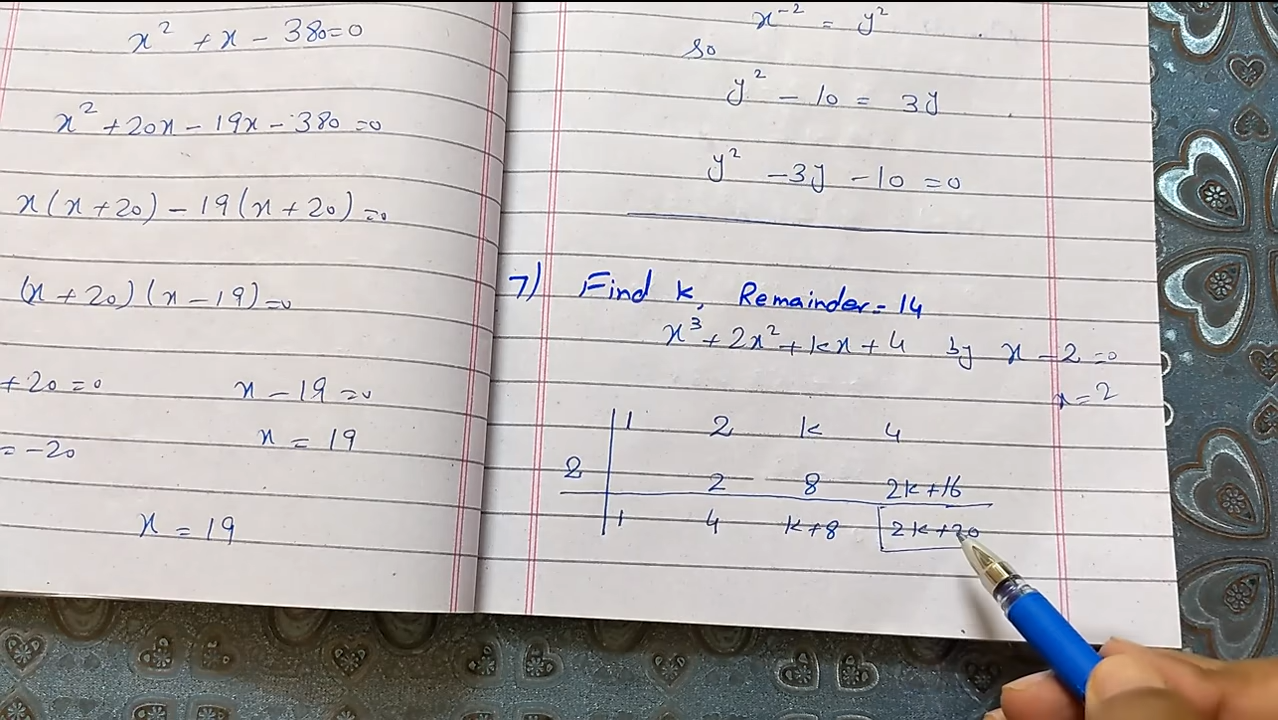 x² + x - 380=0
x² + 20x - 19x - 380 =0
x(x+20) - 19(x+20) =0
(x+20)(x-19)=0
+20=0 x-19=0
= -20 x = 19
x = 19
x⁻² = y²
so
y² - 10 = 3y
y² - 3y - 10 = 0
7) Find k, Remainder = 14
x³ + 2x² + kx + 4 by x - 2 =0
x = 2
1 2 k 4
2 2 8 2k+16
1 4 k+8 2k+20